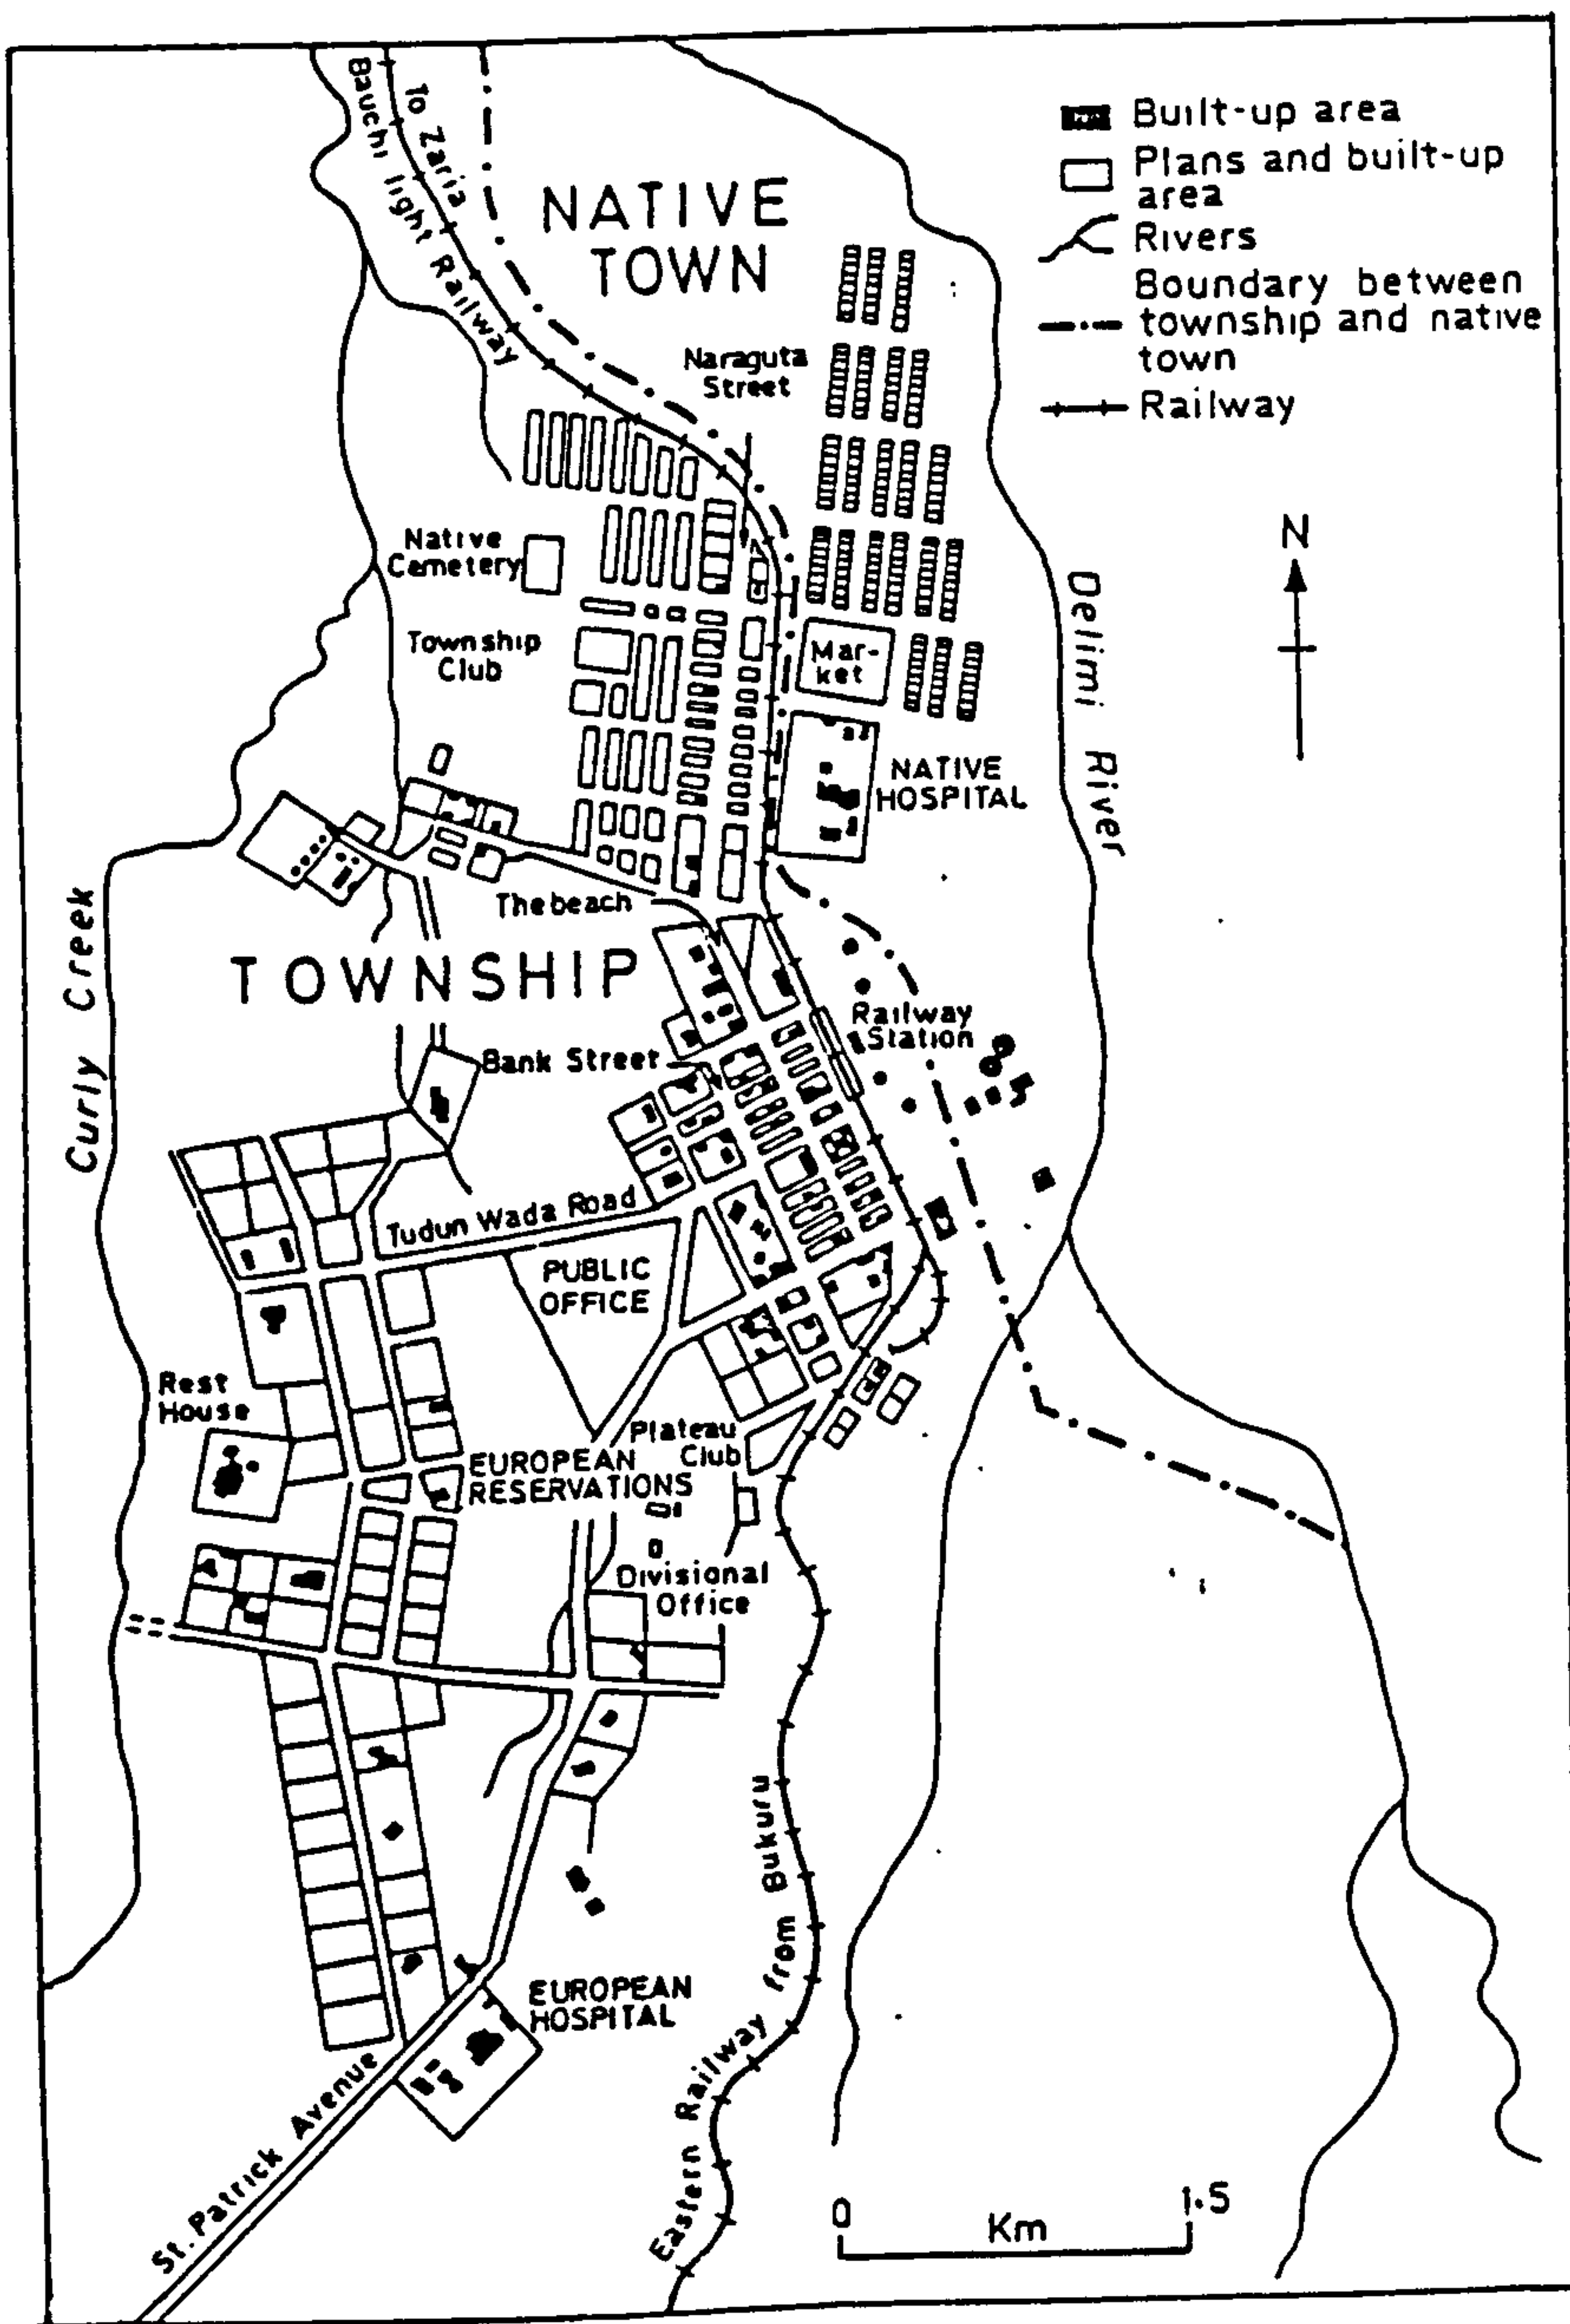 Built-up area
Plans and built-up
area
Rivers
Boundary between
township and native
town
Railway
To Zaria
Bauchi light Railway
NATIVE
TOWN
Naraguta
Street
N
Native
Cemetery
Township
Club
Mar-
ket
Delimi River
NATIVE
HOSPITAL
The beach
Curly Creek
TOWNSHIP
Railway
Station
Bank Street
Tudun Wada Road
PUBLIC
OFFICE
Rest
House
Plateau
Club
EUROPEAN
RESERVATIONS
Divisional
Office
Eastern Railway from Bukuru
EUROPEAN
HOSPITAL
St. Patrick Avenue
0
1.5
Km